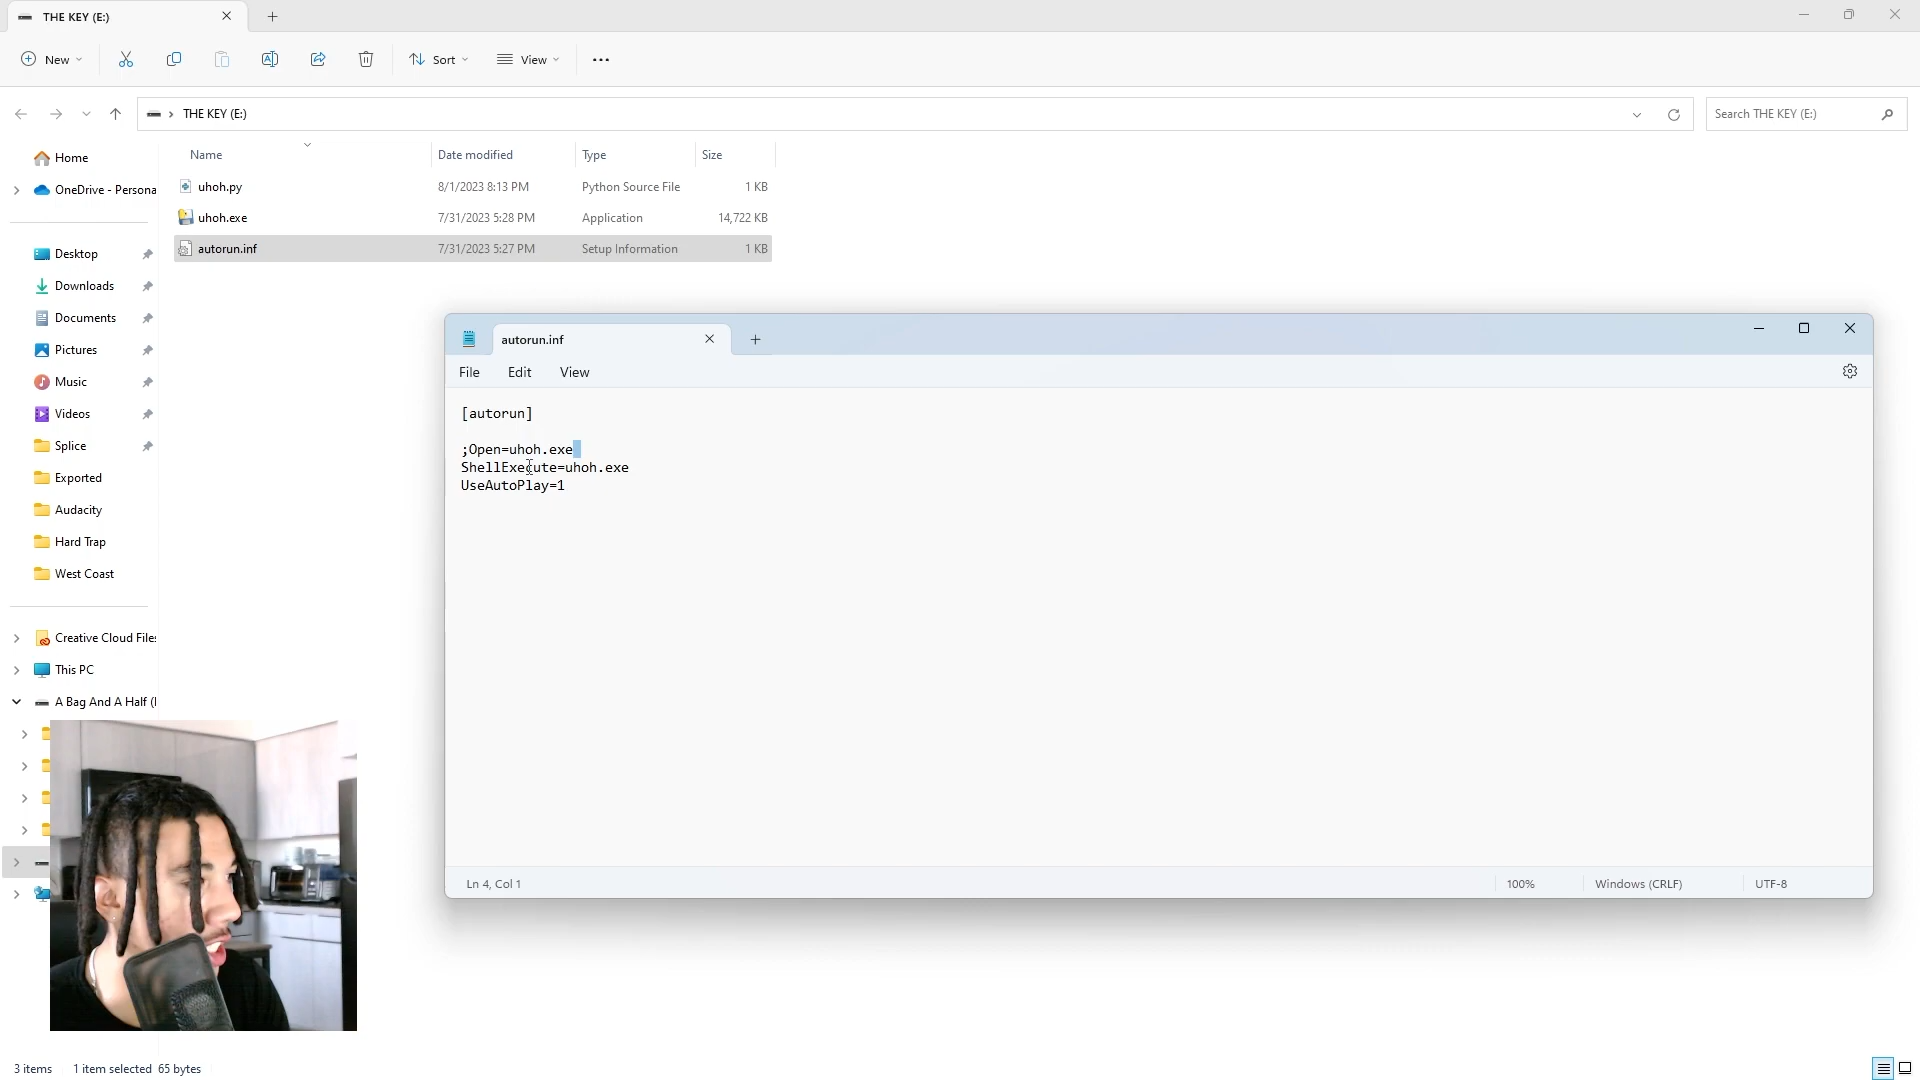 THE KEY (E:)
New
Sort
View
THE KEY (E:)
Search THE KEY (E:)
Name
Date modified
Type
Size
uhoh.py
8/1/2023 8:13 PM
Python Source File
1 KB
uhoh.exe
7/31/2023 5:28 PM
Application
14,722 KB
autorun.inf
7/31/2023 5:27 PM
Setup Information
1 KB
Home
OneDrive - Persona
Desktop
Downloads
Documents
Pictures
Music
Videos
Splice
Exported
Audacity
Hard Trap
West Coast
Creative Cloud Files
This PC
A Bag And A Half (
autorun.inf
File
Edit
View
[autorun]
;Open=uhoh.exe
ShellExecute=uhoh.exe
UseAutoPlay=1
Ln 4, Col 1
100%
Windows (CRLF)
UTF-8
3 items
1 item selected 65 bytes